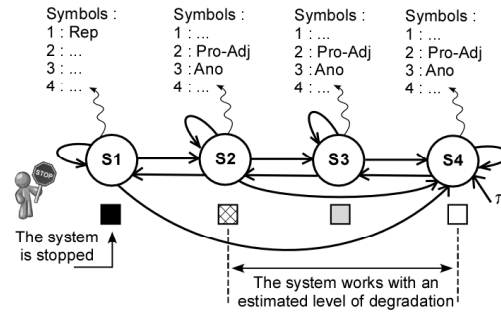 Symbols :
1 : Rep
2 : ...
3 : ...
4 : ...
Symbols :
1 : ...
2 : Pro-Adj
3 : Ano
4 : ...
Symbols :
1 : ...
2 : Pro-Adj
3 : Ano
4 : ...
Symbols :
1 : ...
2 : Pro-Adj
3 : Ano
4 : ...
S1
S2
S3
S4
STOP
τ
The system
is stopped
The system works with an
estimated level of degradation